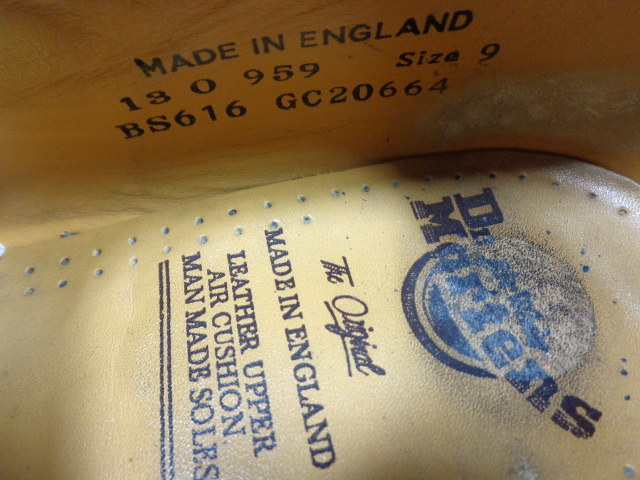 MADE IN ENGLAND
13 0 959 Size 9
BS616 GC20664
Dr.
Martens
The Original
MADE IN ENGLAND
LEATHER UPPER
AIR CUSHION
MAN MADE SOLES